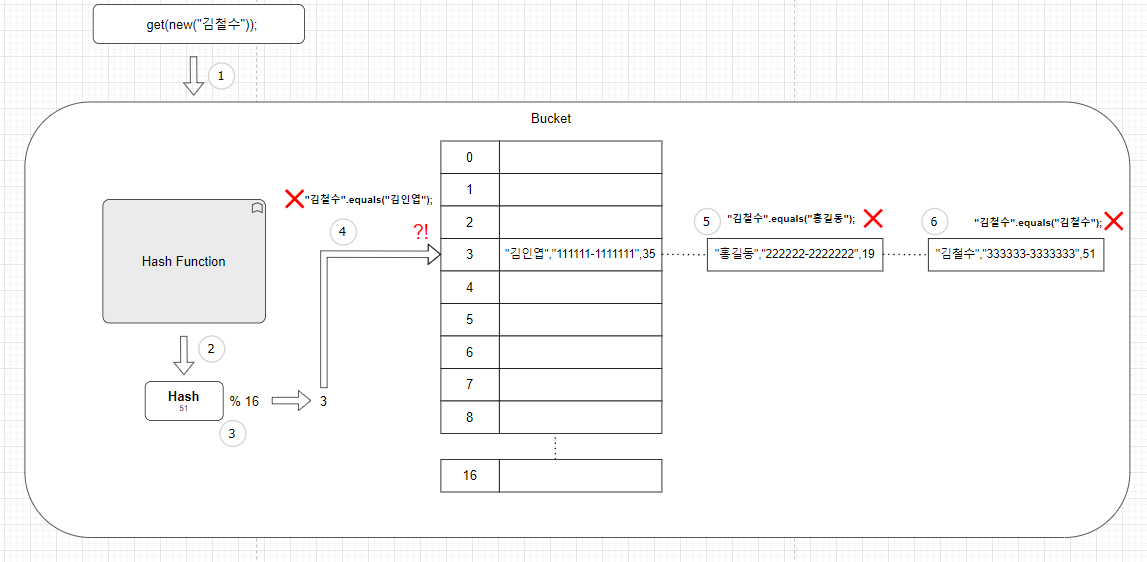 get(new("김철수"));
1
Bucket
0
1
2
3 "김인엽","111111-1111111",35
4
5
6
7
8
16
Hash Function
2
Hash
51
% 16
3
3
4
"김철수".equals("김인엽");
?!
5
"김철수".equals("홍길동");
"홍길동","222222-2222222",19
6
"김철수".equals("김철수");
"김철수","333333-3333333",51